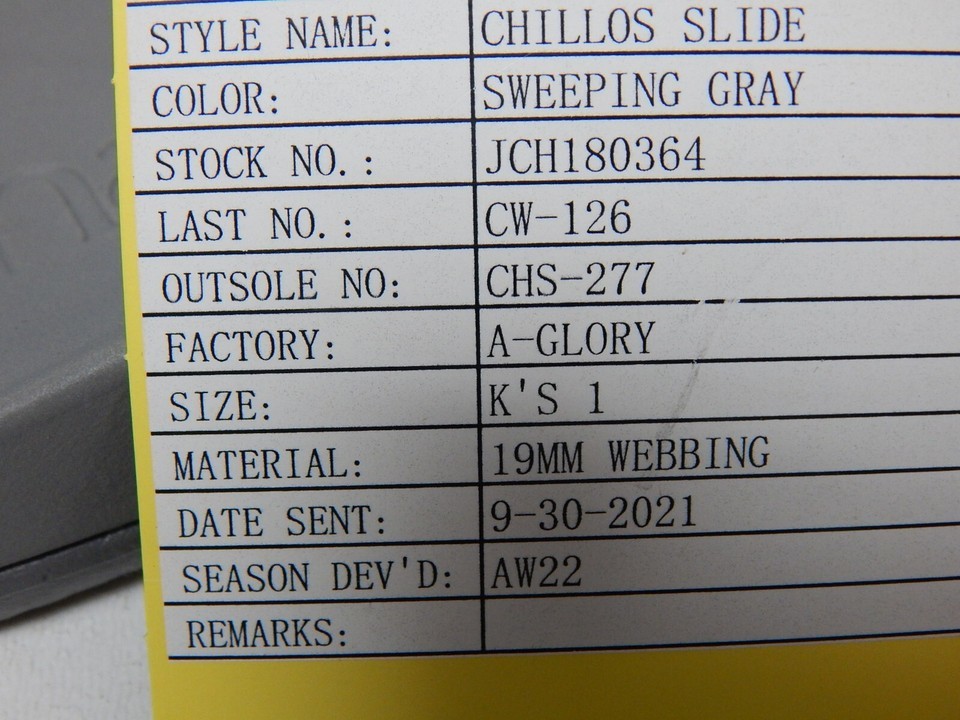 STYLE NAME: CHILLOS SLIDE
COLOR: SWEEPING GRAY
STOCK NO.: JCH180364
LAST NO.: CW-126
OUTSOLE NO: CHS-277
FACTORY: A-GLORY
SIZE: K'S 1
MATERIAL: 19MM WEBBING
DATE SENT: 9-30-2021
SEASON DEV'D: AW22
REMARKS: